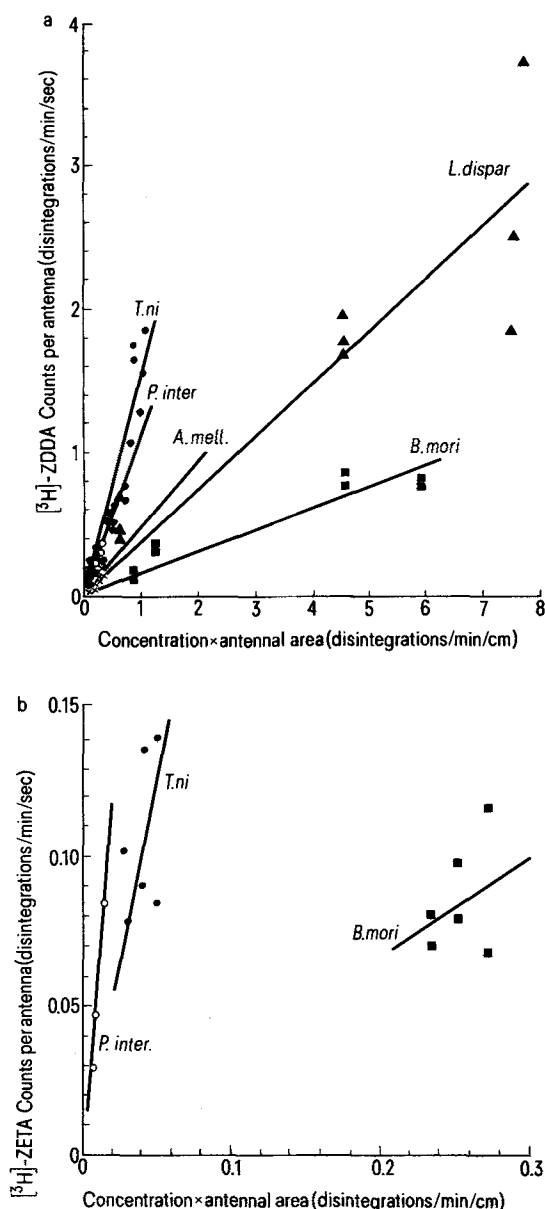 a
[³H]-ZDDA Counts per antenna (disintegrations/min/sec)
4
3
2
1
0
T.ni
P. inter
A. mell.
L. dispar
B. mori
0 1 2 3 4 5 6 7 8
Concentration×antennal area (disintegrations/min/cm)
b
[³H]-ZETA Counts per antenna (disintegrations/min/sec)
0.15
0.10
0.05
0
T.ni
P. inter.
B. mori
0 0.1 0.2 0.3
Concentration×antennal area (disintegrations/min/cm)